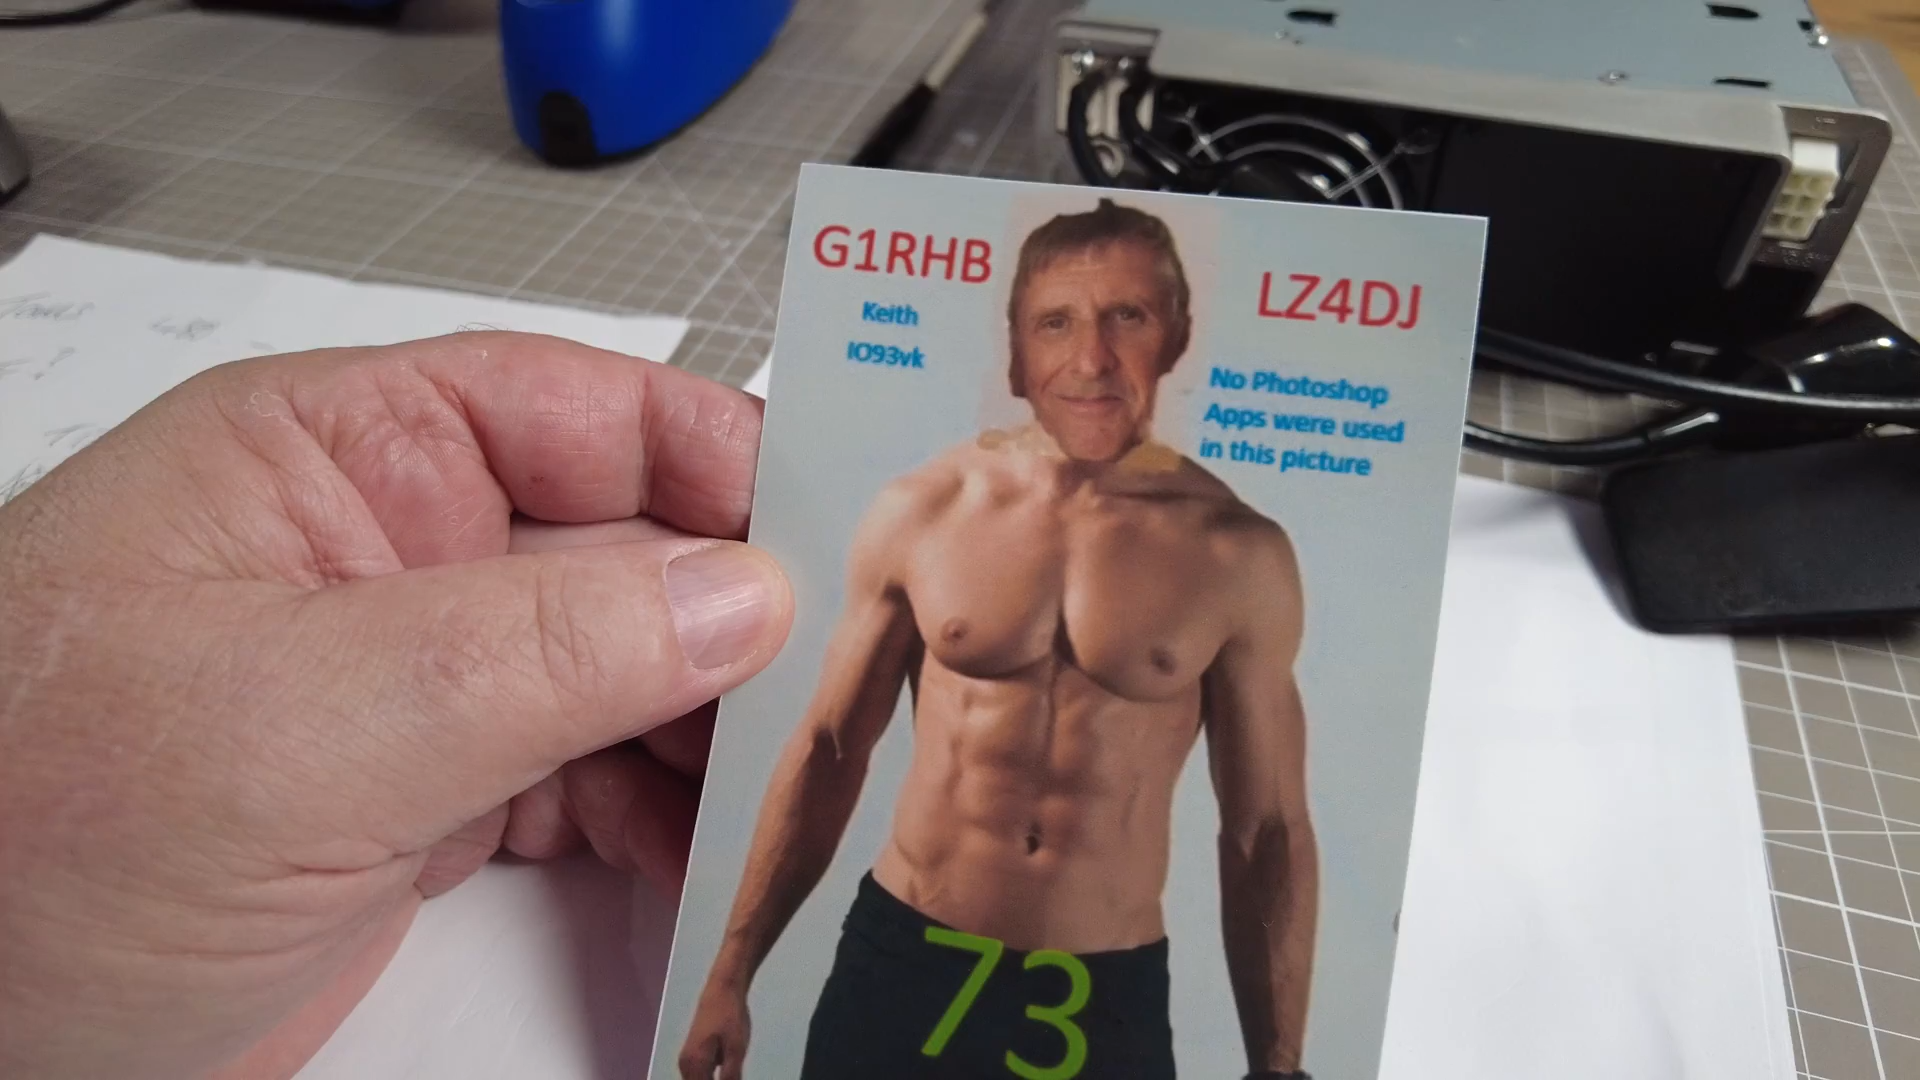 G1RHB
Keith
IO93vk
LZ4DJ
No Photoshop
Apps were used
in this picture
73